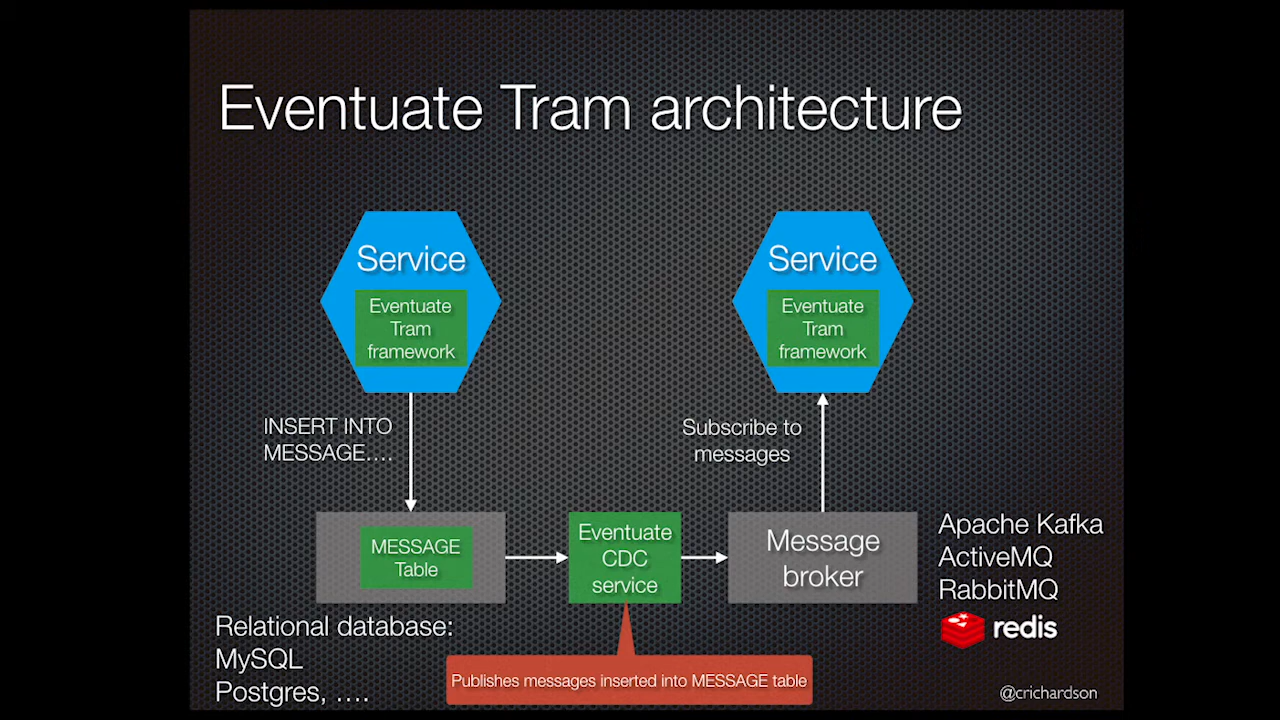 Eventuate Tram architecture
Service
Eventuate
Tram
framework
Service
Eventuate
Tram
framework
INSERT INTO
MESSAGE….
Subscribe to
messages
MESSAGE
Table
Eventuate
CDC
service
Message
broker
Apache Kafka
ActiveMQ
RabbitMQ
redis
Relational database:
MySQL
Postgres, ….
Publishes messages inserted into MESSAGE table
@crichardson